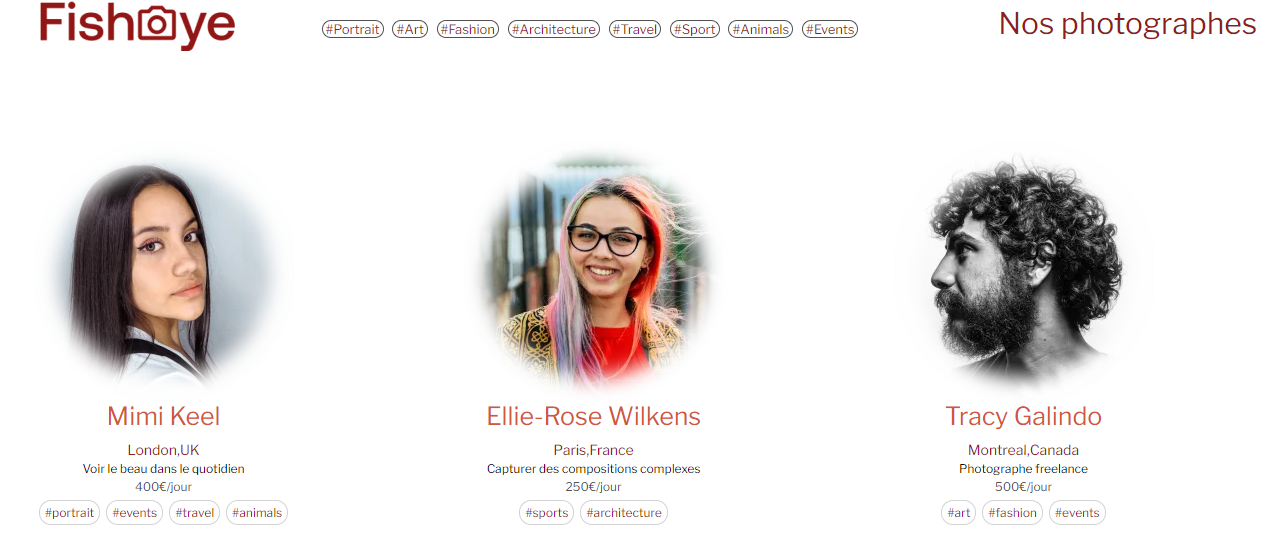 Fisheye
#Portrait #Art #Fashion #Architecture #Travel #Sport #Animals #Events
Nos photographes
Mimi Keel
London,UK
Voir le beau dans le quotidien
400€/jour
#portrait #events #travel #animals
Ellie-Rose Wilkens
Paris,France
Capturer des compositions complexes
250€/jour
#sports #architecture
Tracy Galindo
Montreal,Canada
Photographe freelance
500€/jour
#art #fashion #events